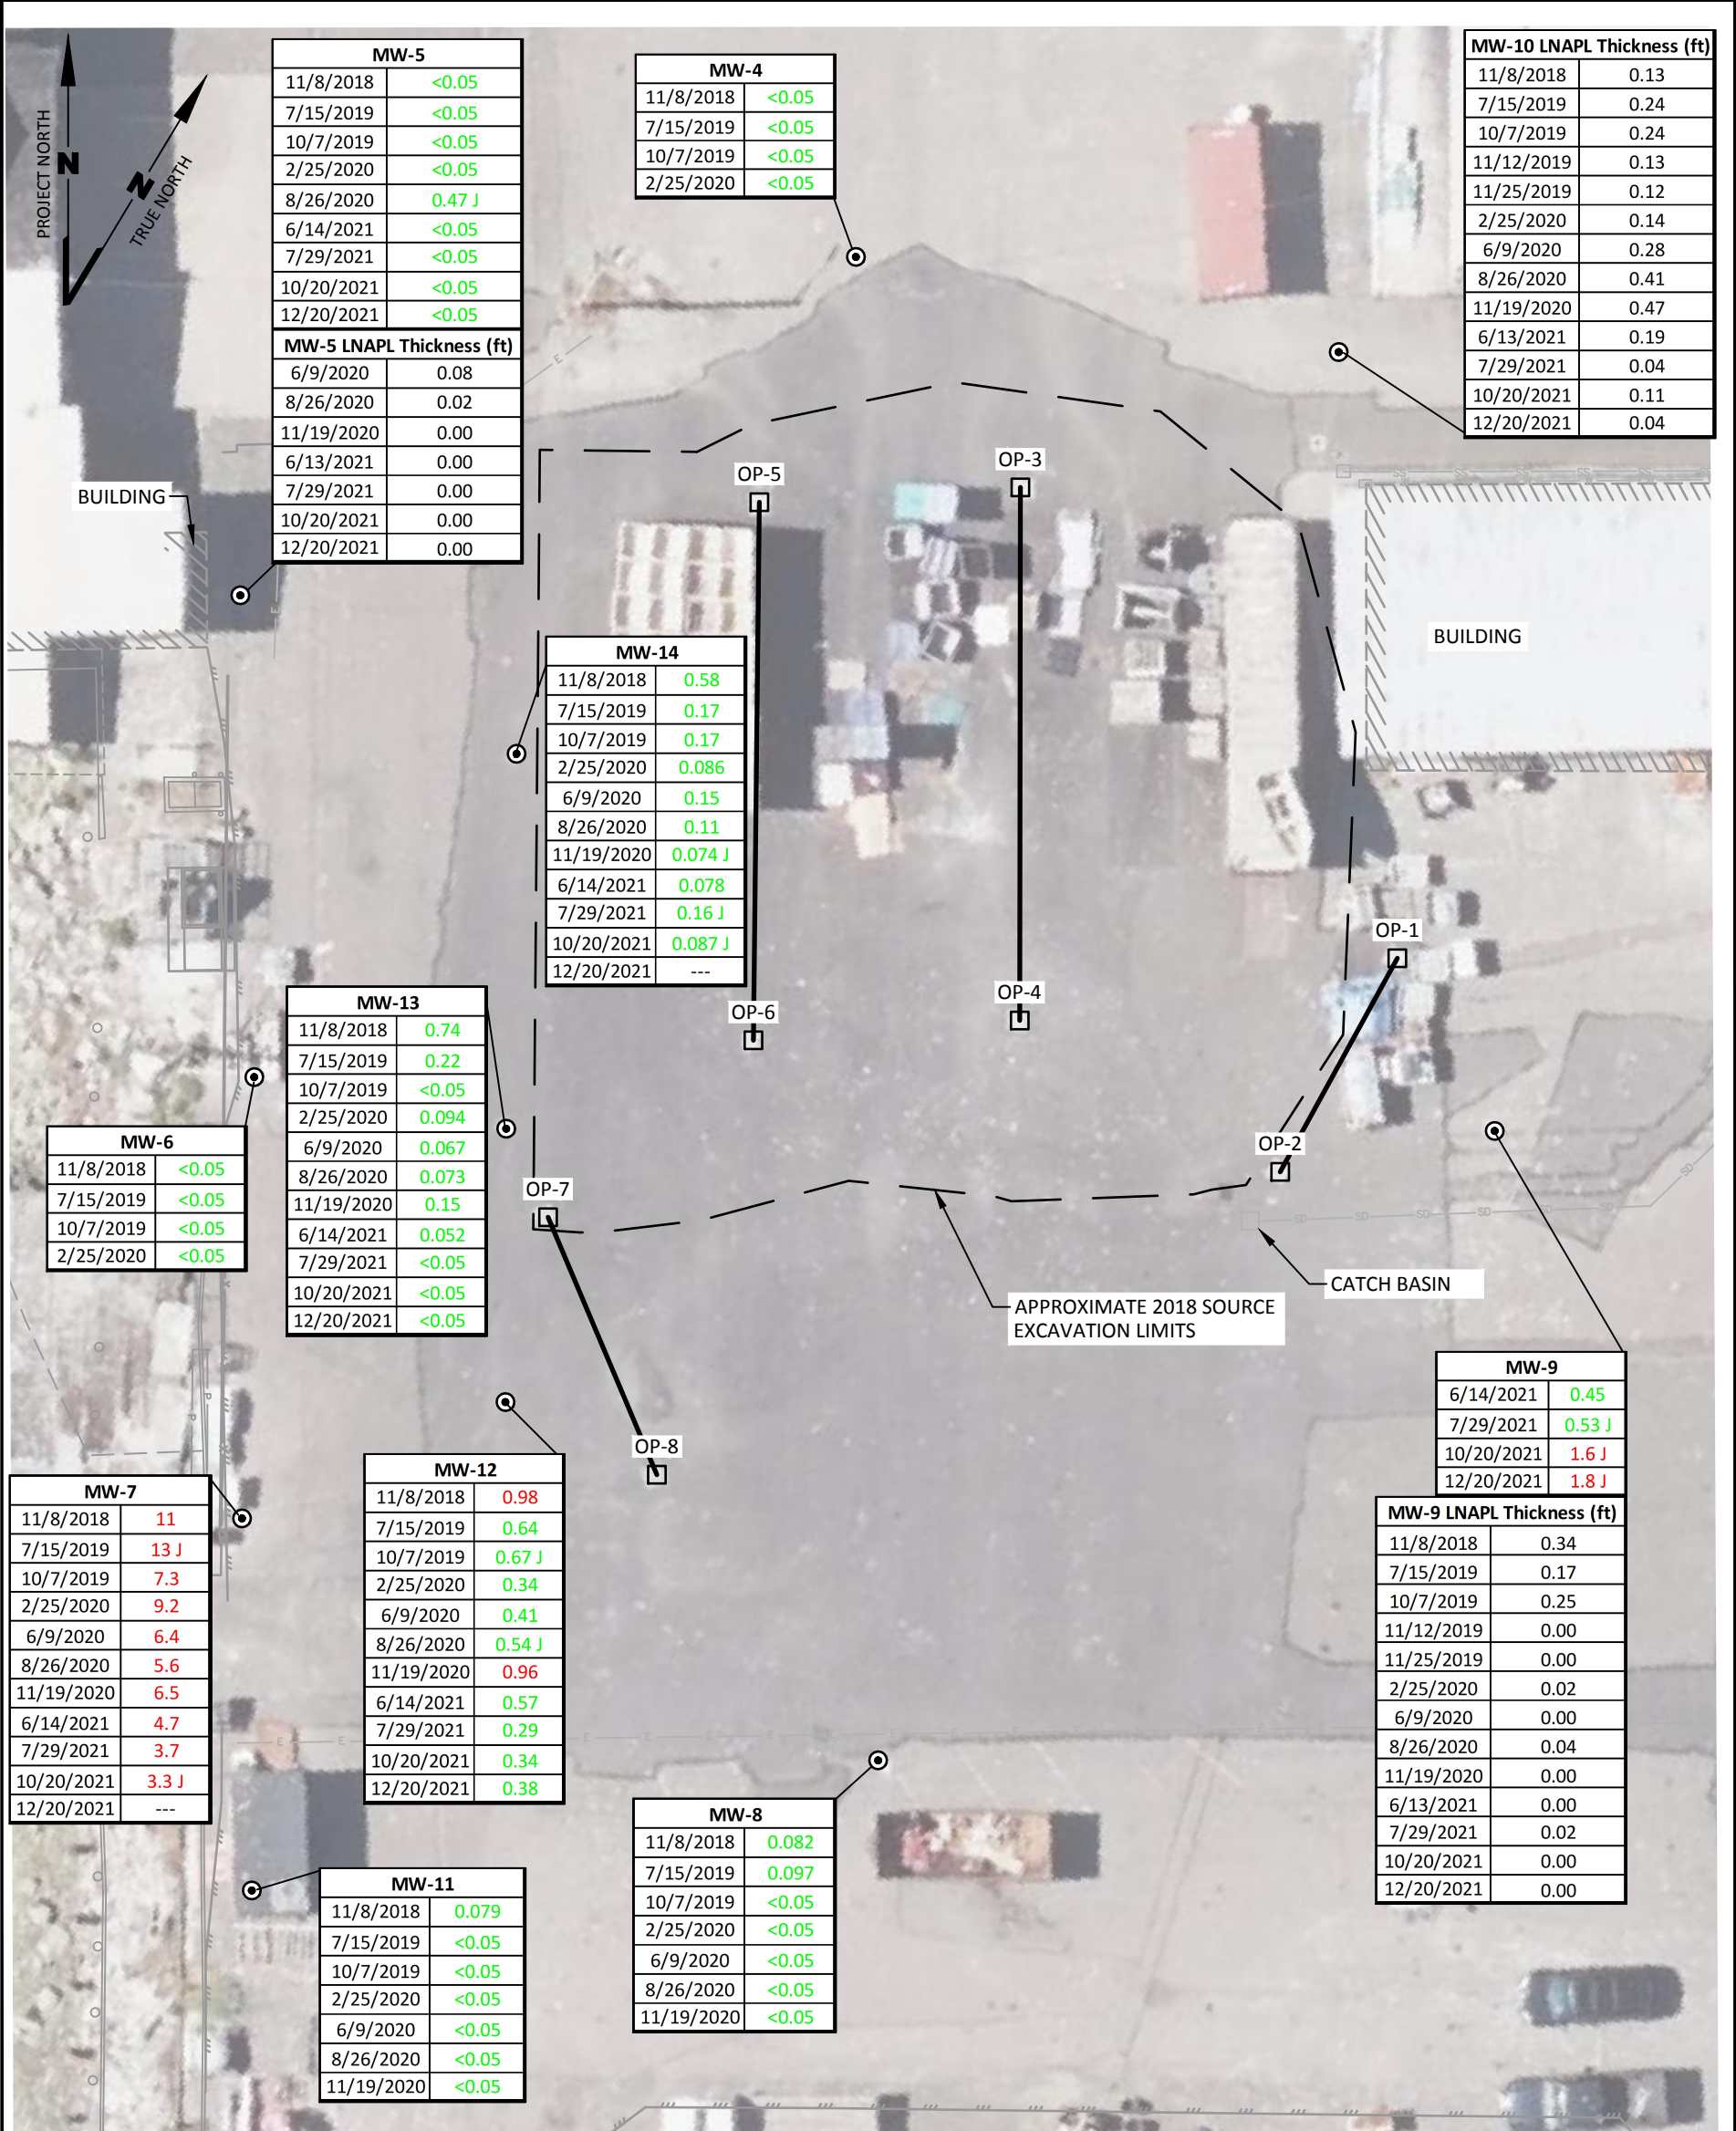 PROJECT NORTH
N
N
TRUE NORTH
MW-5
11/8/2018 <0.05
7/15/2019 <0.05
10/7/2019 <0.05
2/25/2020 <0.05
8/26/2020 0.47 J
6/14/2021 <0.05
7/29/2021 <0.05
10/20/2021 <0.05
12/20/2021 <0.05
MW-5 LNAPL Thickness (ft)
6/9/2020 0.08
8/26/2020 0.02
11/19/2020 0.00
6/13/2021 0.00
7/29/2021 0.00
10/20/2021 0.00
12/20/2021 0.00
MW-4
11/8/2018 <0.05
7/15/2019 <0.05
10/7/2019 <0.05
2/25/2020 <0.05
MW-10 LNAPL Thickness (ft)
11/8/2018 0.13
7/15/2019 0.24
10/7/2019 0.24
11/12/2019 0.13
11/25/2019 0.12
2/25/2020 0.14
6/9/2020 0.28
8/26/2020 0.41
11/19/2020 0.47
6/13/2021 0.19
7/29/2021 0.04
10/20/2021 0.11
12/20/2021 0.04
E
SS SS SS SS SS SS
BUILDING
OP-5
OP-3
BUILDING
E
MW-14
11/8/2018 0.58
7/15/2019 0.17
10/7/2019 0.17
2/25/2020 0.086
6/9/2020 0.15
8/26/2020 0.11
11/19/2020 0.074 J
6/14/2021 0.078
7/29/2021 0.16 J
10/20/2021 0.087 J
12/20/2021 ---
OP-1
OP-4
OP-6
MW-13
11/8/2018 0.74
7/15/2019 0.22
10/7/2019 <0.05
2/25/2020 0.094
6/9/2020 0.067
8/26/2020 0.073
11/19/2020 0.15
6/14/2021 0.052
7/29/2021 <0.05
10/20/2021 <0.05
12/20/2021 <0.05
MW-6
11/8/2018 <0.05
7/15/2019 <0.05
10/7/2019 <0.05
2/25/2020 <0.05
OP-2
OP-7
SD
SD SD SD SD SD SD
CATCH BASIN
APPROXIMATE 2018 SOURCE
EXCAVATION LIMITS
MW-9
6/14/2021 0.45
7/29/2021 0.53 J
10/20/2021 1.6 J
12/20/2021 1.8 J
MW-9 LNAPL Thickness (ft)
11/8/2018 0.34
7/15/2019 0.17
10/7/2019 0.25
11/12/2019 0.00
11/25/2019 0.00
2/25/2020 0.02
6/9/2020 0.00
8/26/2020 0.04
11/19/2020 0.00
6/13/2021 0.00
7/29/2021 0.02
10/20/2021 0.00
12/20/2021 0.00
P
P
OP-8
MW-7
11/8/2018 11
7/15/2019 13 J
10/7/2019 7.3
2/25/2020 9.2
6/9/2020 6.4
8/26/2020 5.6
11/19/2020 6.5
6/14/2021 4.7
7/29/2021 3.7
10/20/2021 3.3 J
12/20/2021 ---
MW-12
11/8/2018 0.98
7/15/2019 0.64
10/7/2019 0.67 J
2/25/2020 0.34
6/9/2020 0.41
8/26/2020 0.54 J
11/19/2020 0.96
6/14/2021 0.57
7/29/2021 0.29
10/20/2021 0.34
12/20/2021 0.38
E E E E
MW-8
11/8/2018 0.082
7/15/2019 0.097
10/7/2019 <0.05
2/25/2020 <0.05
6/9/2020 <0.05
8/26/2020 <0.05
11/19/2020 <0.05
MW-11
11/8/2018 0.079
7/15/2019 <0.05
10/7/2019 <0.05
2/25/2020 <0.05
6/9/2020 <0.05
8/26/2020 <0.05
11/19/2020 <0.05